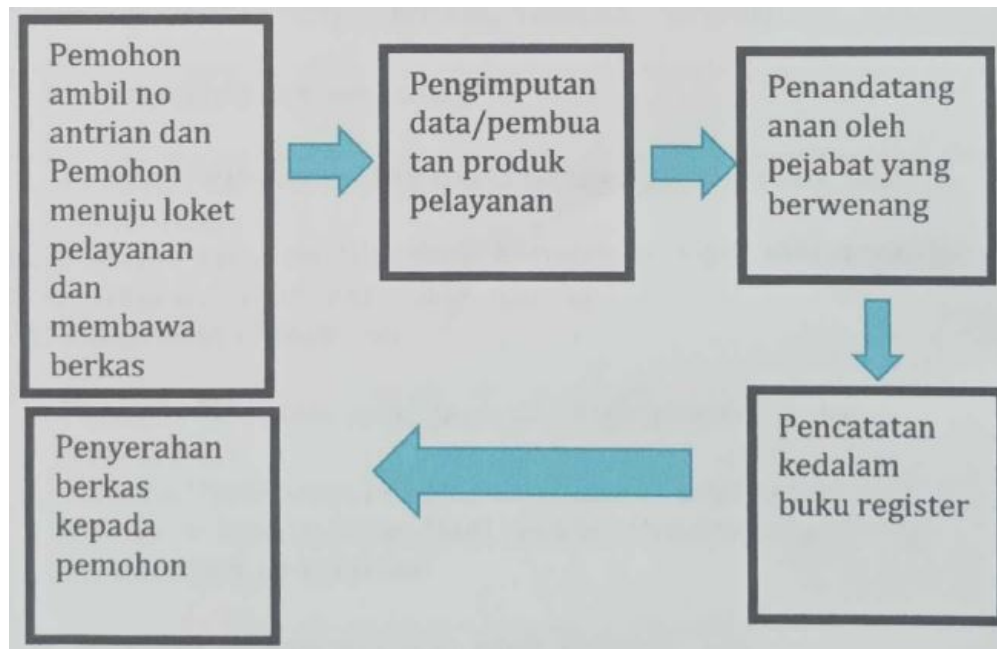 Pemohon
ambil no
antrian dan
Pemohon
menuju loket
pelayanan
dan
membawa
berkas
Pengimputan
data/pembua
tan produk
pelayanan
Penandatang
anan oleh
pejabat yang
berwenang
Pencatatan
kedalam
buku register
Penyerahan
berkas
kepada
pemohon